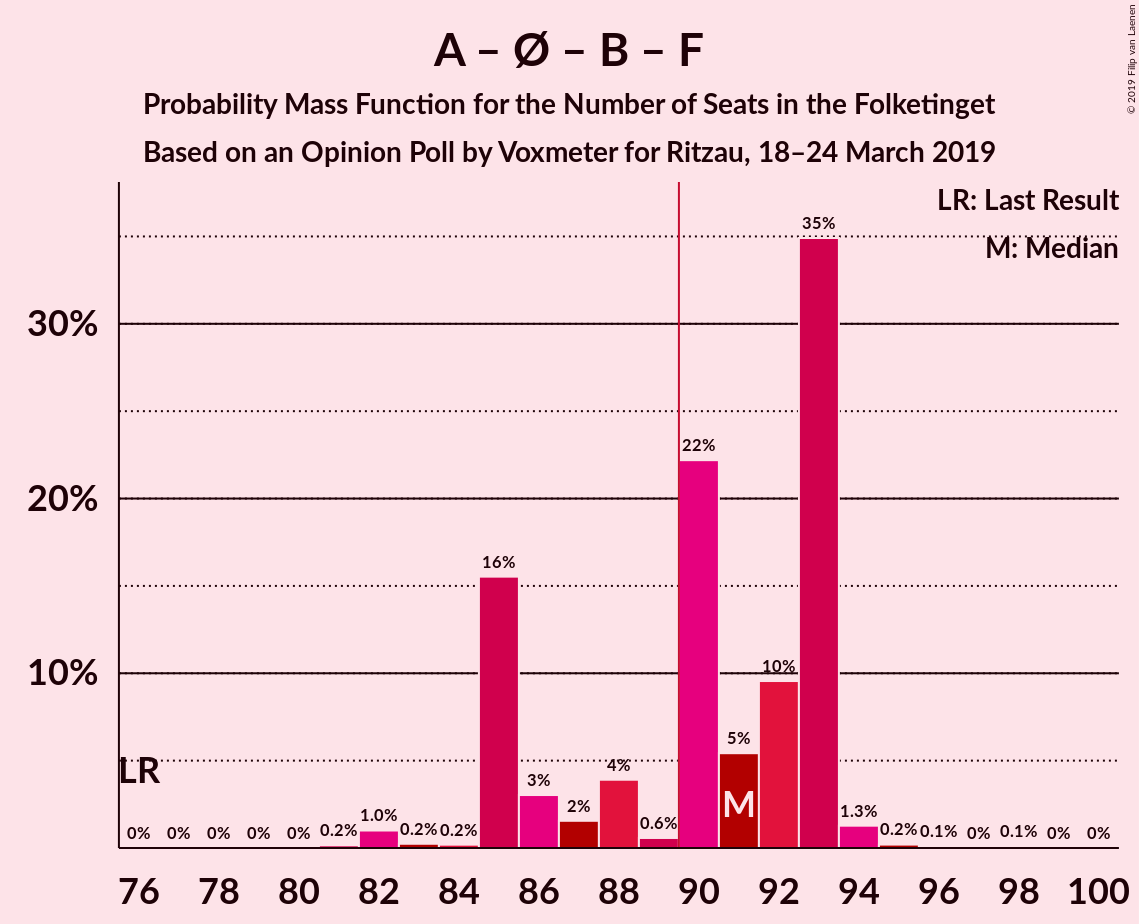 A – Ø – B – F
Probability Mass Function for the Number of Seats in the Folketinget
Based on an Opinion Poll by Voxmeter for Ritzau, 18–24 March 2019
© 2019 Filip van Laenen
LR: Last Result
M: Median
35%
30%
22%
20%
16%
10%
10%
5%
LR
4%
3%
2%
M
1.0%
1.3%
0% 0% 0% 0% 0% 0.2% 0.2% 0.2% 0.6% 0.2% 0.1% 0% 0.1% 0% 0%
76 78 80 82 84 86 88 90 92 94 96 98 100